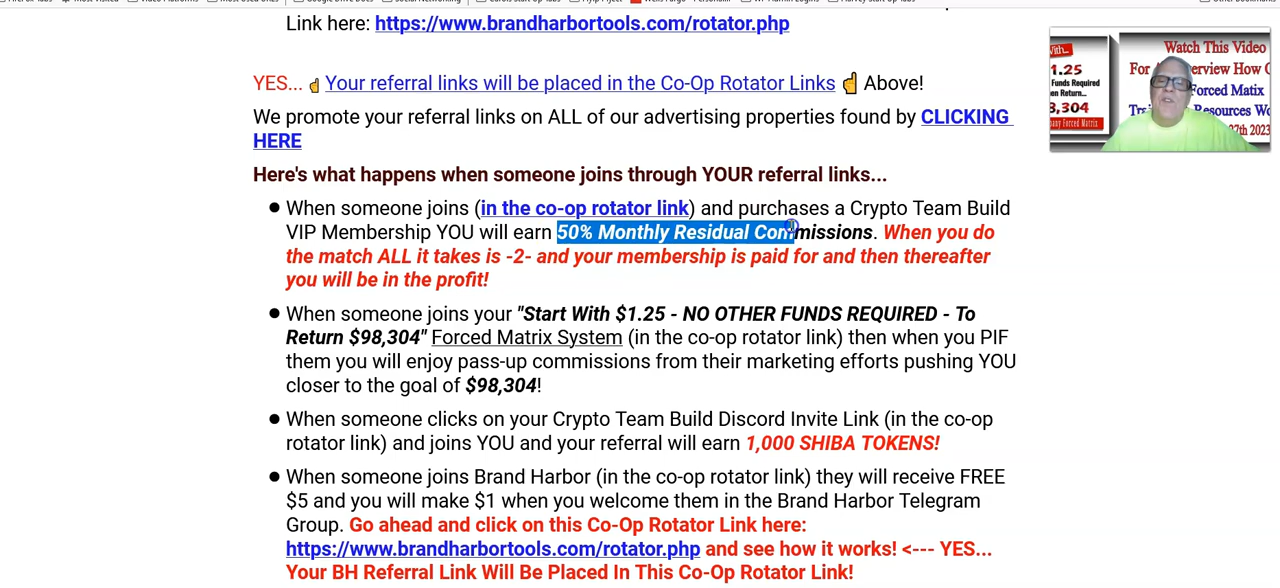 Link here: https://www.brandharbortools.com/rotator.php
YES... Your referral links will be placed in the Co-Op Rotator Links Above!
We promote your referral links on ALL of our advertising properties found by CLICKING
HERE
Here's what happens when someone joins through YOUR referral links...
When someone joins (in the co-op rotator link) and purchases a Crypto Team Build
VIP Membership YOU will earn 50% Monthly Residual Commissions. When you do
the match ALL it takes is -2- and your membership is paid for and then thereafter
you will be in the profit!
When someone joins your "Start With $1.25 - NO OTHER FUNDS REQUIRED - To
Return $98,304" Forced Matrix System (in the co-op rotator link) then when you PIF
them you will enjoy pass-up commissions from their marketing efforts pushing YOU
closer to the goal of $98,304!
When someone clicks on your Crypto Team Build Discord Invite Link (in the co-op
rotator link) and joins YOU and your referral will earn 1,000 SHIBA TOKENS!
When someone joins Brand Harbor (in the co-op rotator link) they will receive FREE
$5 and you will make $1 when you welcome them in the Brand Harbor Telegram
Group. Go ahead and click on this Co-Op Rotator Link here:
https://www.brandharbortools.com/rotator.php and see how it works! <--- YES...
Your BH Referral Link Will Be Placed In This Co-Op Rotator Link!
With...
1.25
Funds Required
Return...
Forced Matrix
Watch This Video
For How
Forced Matix